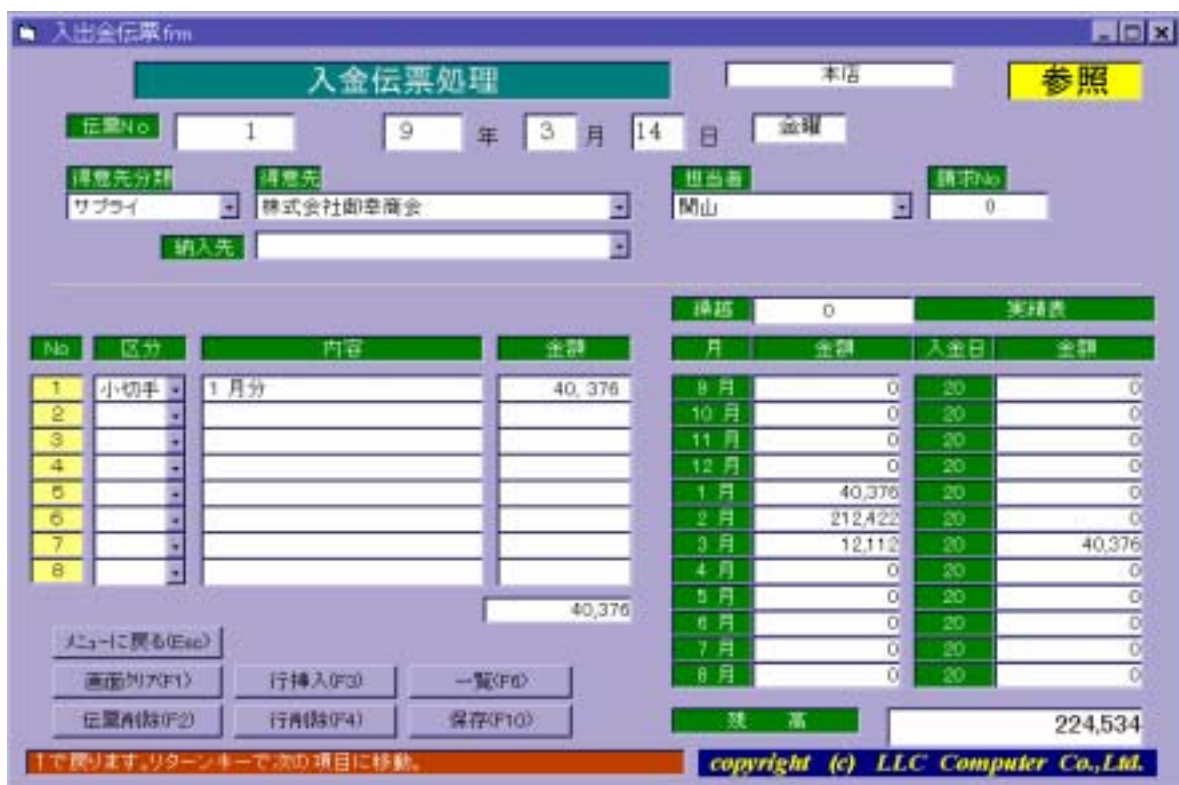 入出金伝票.frm
入金伝票処理 本店 参照
伝票No 1 9 年 3 月 14 日 金曜
得意先分類 得意先 担当者 請求No
サプライ 株式会社御幸商会 関山 0
納入先
繰越 0 実績表
No 区分 内容 金額 月 金額 入金日 金額
1 小切手 1 月分 40, 376 9 月 0 20 0
2 10 月 0 20 0
3 11 月 0 20 0
4 12 月 0 20 0
5 1 月 40,376 20 0
6 2 月 212,422 20 0
7 3 月 12,112 20 40,376
8 4 月 0 20 0
40,376 5 月 0 20 0
6 月 0 20 0
メニューに戻る(Esc) 7 月 0 20 0
画面クリア(F1) 行挿入(F3) 一覧(F6) 8 月 0 20 0
伝票削除(F2) 行削除(F4) 保存(F10) 残 高 224,534
↑で戻ります。リターンキーで次の項目に移動。 copyright (c) LLC Computer Co.,Ltd.